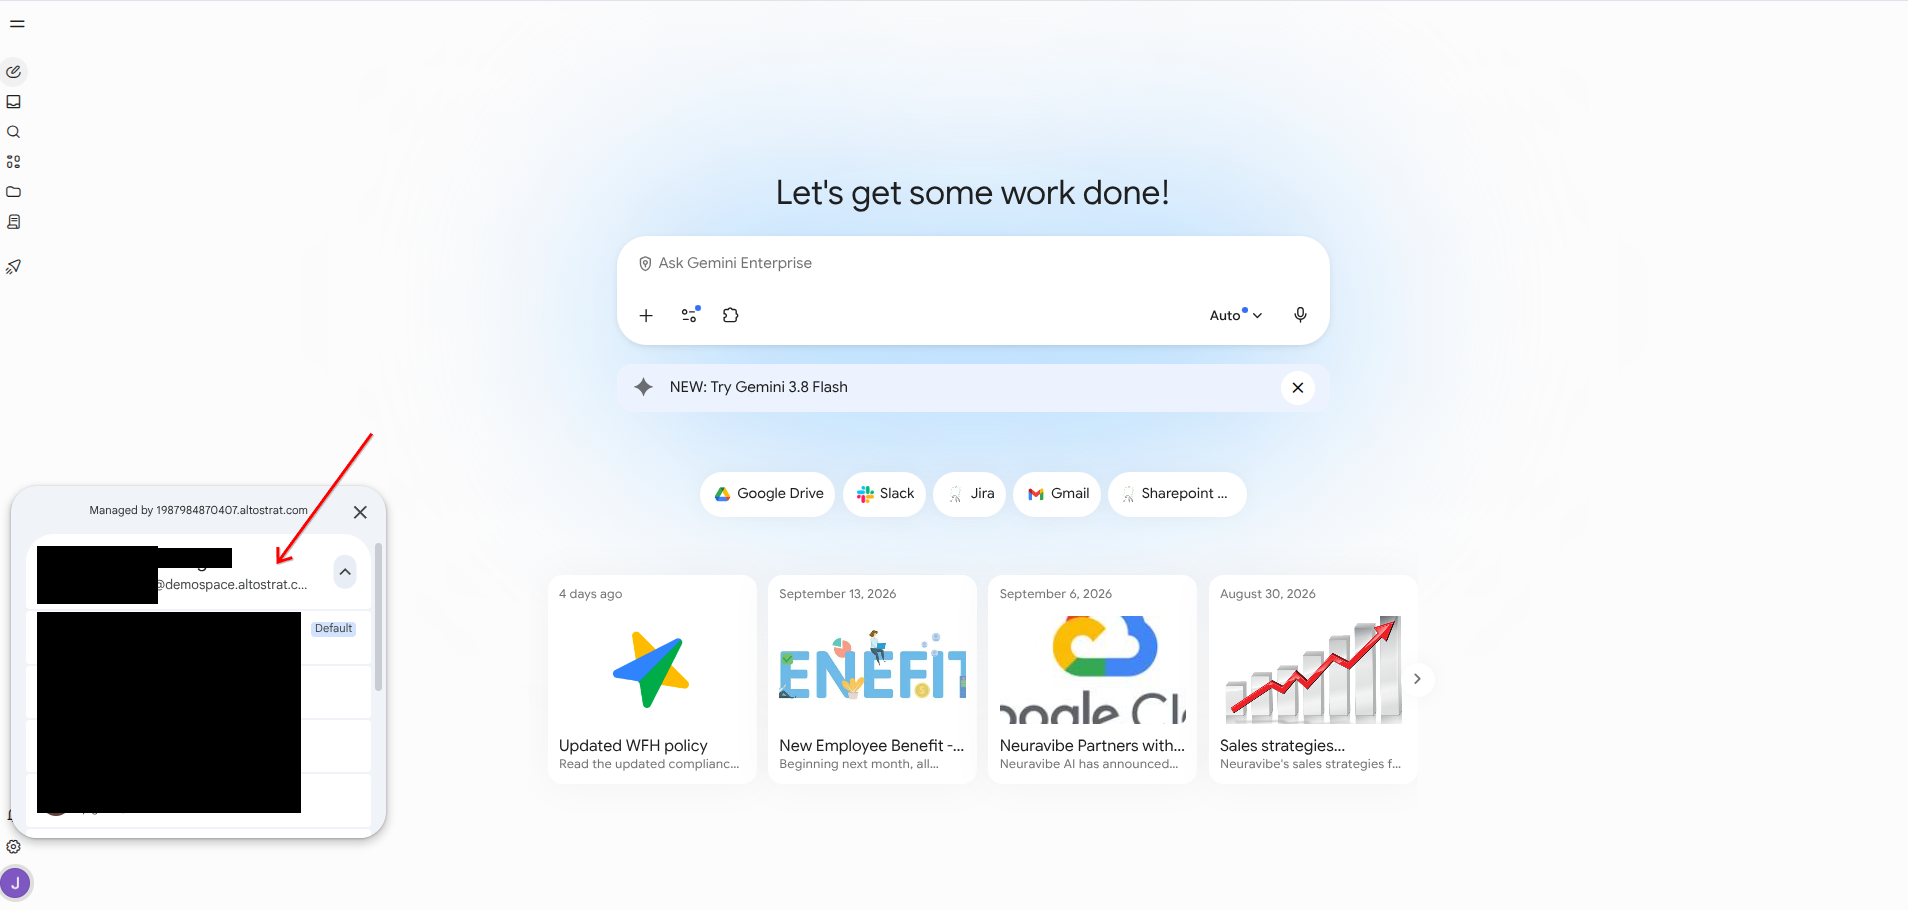 Let's get some work done!
Ask Gemini Enterprise
Auto
NEW: Try Gemini 3.8 Flash
Google Drive
Slack
Jira
Gmail
Sharepoint ...
Managed by 1987984870407.altostrat.com
@demospace.altostrat.c...
Default
4 days ago
Updated WFH policy
Read the updated complianc...
September 13, 2026
ENEFIT
New Employee Benefit -...
Beginning next month, all...
September 6, 2026
oogle Cl
Neuravibe Partners with...
Neuravibe AI has announced...
August 30, 2026
Sales strategies...
Neuravibe's sales strategies f...
J